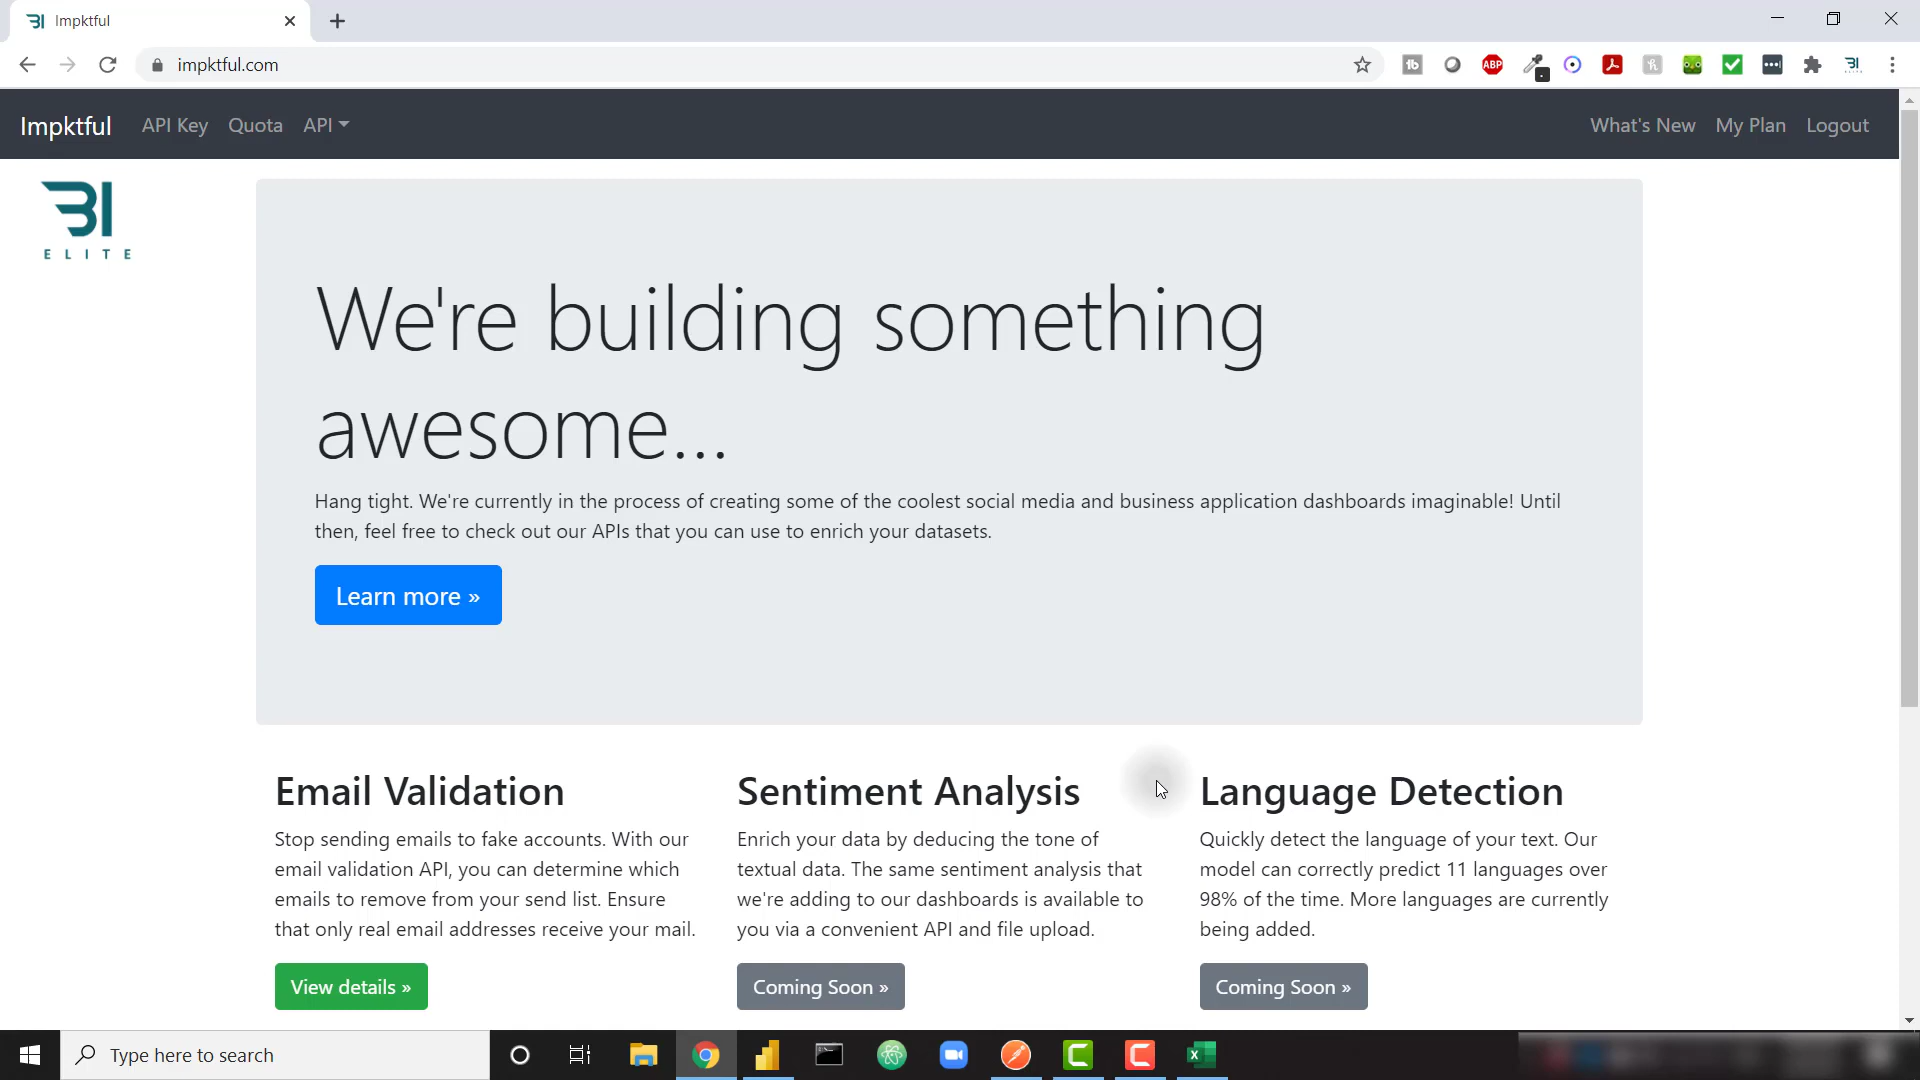 Impktful
impktful.com
Impktful API Key Quota API What's New My Plan Logout
BI
ELITE
We're building something
awesome...
Hang tight. We're currently in the process of creating some of the coolest social media and business application dashboards imaginable! Until
then, feel free to check out our APIs that you can use to enrich your datasets.
Learn more »
Email Validation
Stop sending emails to fake accounts. With our
email validation API, you can determine which
emails to remove from your send list. Ensure
that only real email addresses receive your mail.
View details »
Sentiment Analysis
Enrich your data by deducing the tone of
textual data. The same sentiment analysis that
we're adding to our dashboards is available to
you via a convenient API and file upload.
Coming Soon »
Language Detection
Quickly detect the language of your text. Our
model can correctly predict 11 languages over
98% of the time. More languages are currently
being added.
Coming Soon »
Type here to search